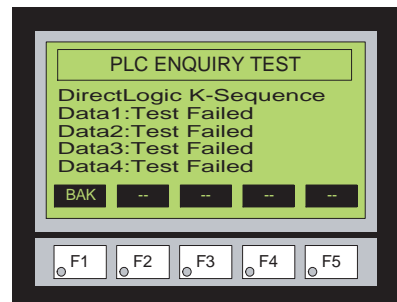 PLC ENQUIRY TEST
DirectLogic K-Sequence
Data1:Test Failed
Data2:Test Failed
Data3:Test Failed
Data4:Test Failed
BAK -- -- -- --
F1 F2 F3 F4 F5